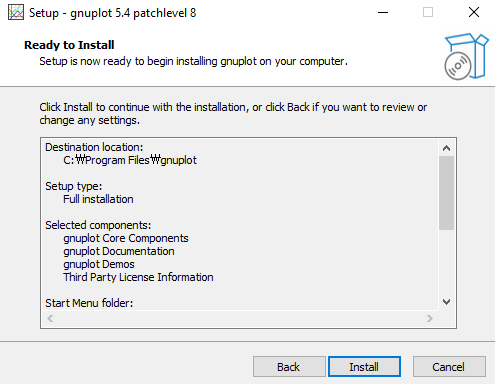 Setup - gnuplot 5.4 patchlevel 8
Ready to Install
Setup is now ready to begin installing gnuplot on your computer.
Click Install to continue with the installation, or click Back if you want to review or
change any settings.
Destination location:
C:₩Program Files₩gnuplot
Setup type:
Full installation
Selected components:
gnuplot Core Components
gnuplot Documentation
gnuplot Demos
Third Party License Information
Start Menu folder:
Back
Install
Cancel